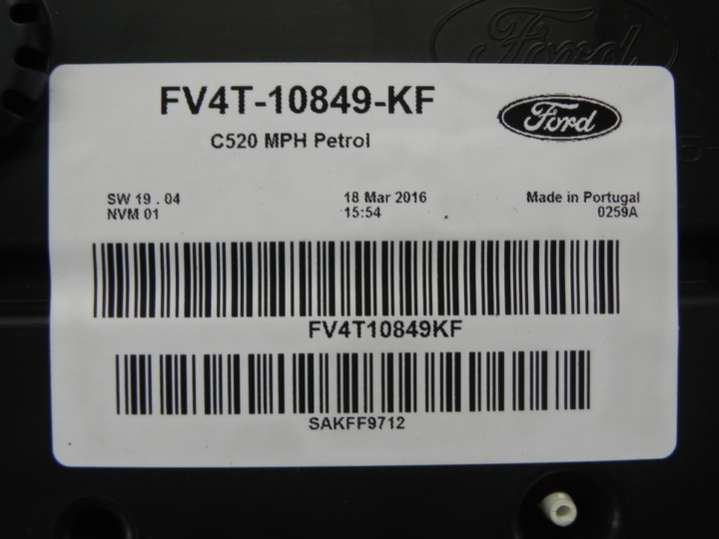 Ford
FV4T-10849-KF
Ford
C520 MPH Petrol
SW 19 . 04 18 Mar 2016 Made in Portugal
NVM 01 15:54 0259A
FV4T10849KF
SAKFF9712